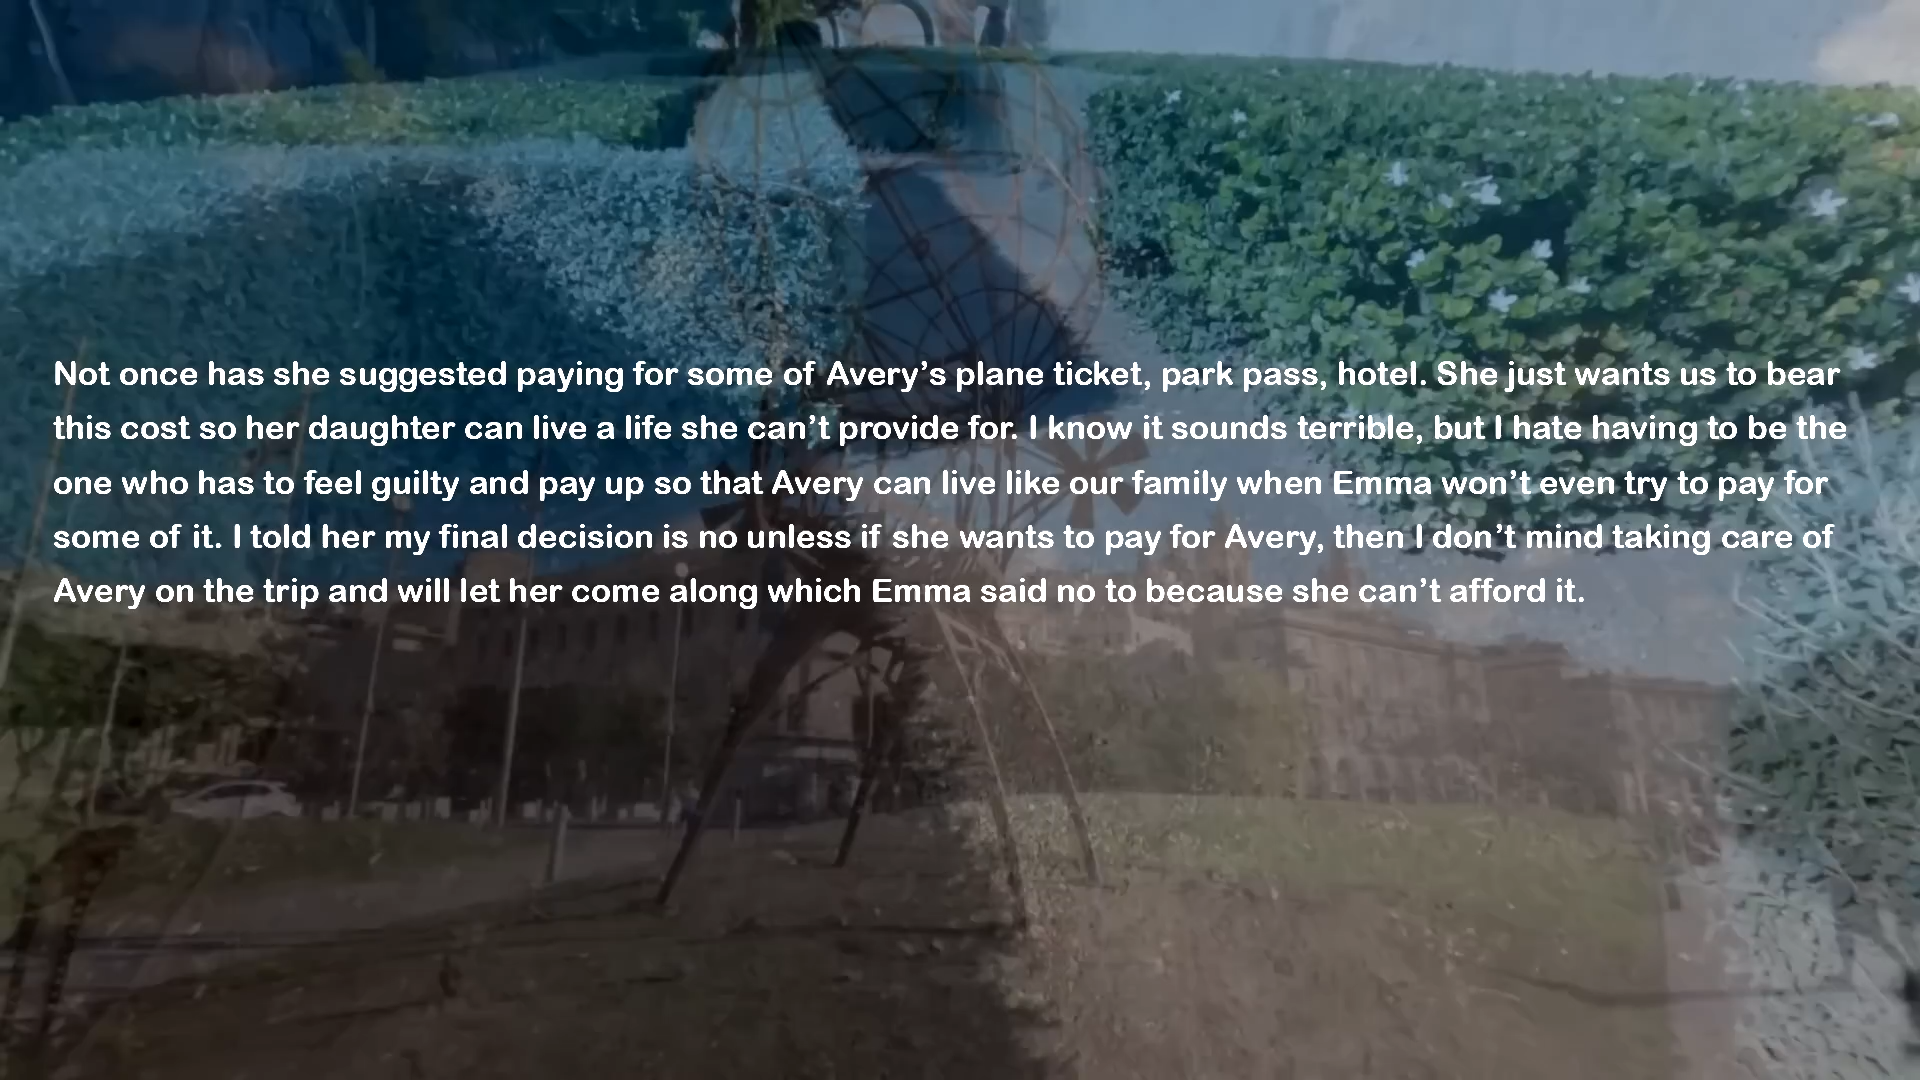 Not once has she suggested paying for some of Avery’s plane ticket, park pass, hotel. She just wants us to bear
this cost so her daughter can live a life she can’t provide for. I know it sounds terrible, but I hate having to be the
one who has to feel guilty and pay up so that Avery can live like our family when Emma won’t even try to pay for
some of it. I told her my final decision is no unless if she wants to pay for Avery, then I don’t mind taking care of
Avery on the trip and will let her come along which Emma said no to because she can’t afford it.